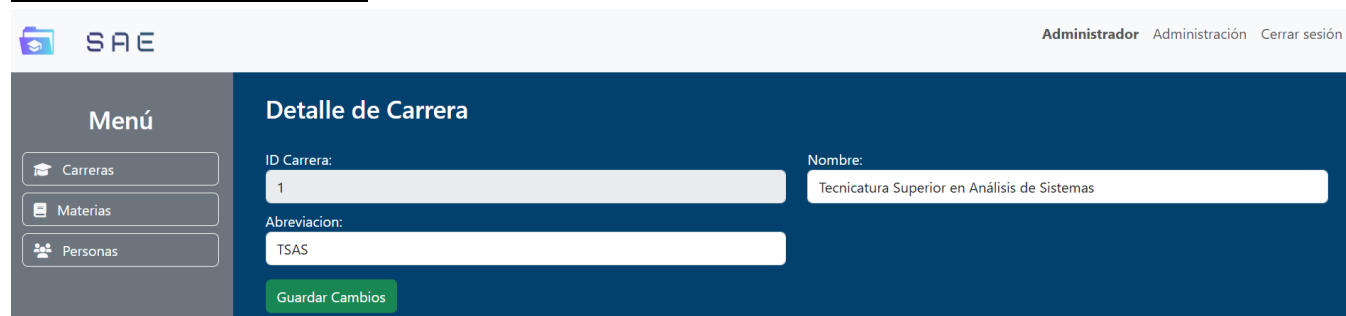 SAE
Administrador Administración Cerrar sesión
Menú
Carreras
Materias
Personas
Detalle de Carrera
ID Carrera:
1
Nombre:
Tecnicatura Superior en Análisis de Sistemas
Abreviacion:
TSAS
Guardar Cambios